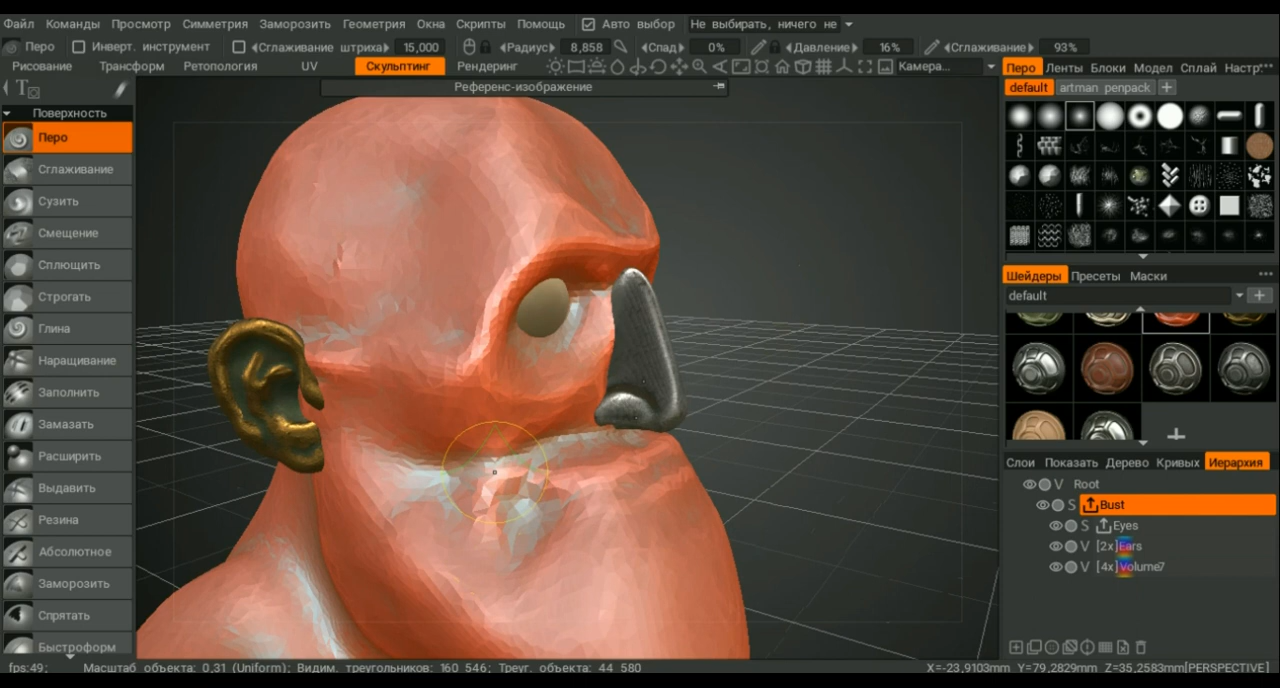 Файл Команды Просмотр Симметрия Заморозить Геометрия Окна Скрипты Помощь Авто выбор Не выбирать, ничего не
Перо Инверт. инструмент Сглаживание штриха 15,000 Радиус 8,858 Спад 0% Давление 16% Сглаживание 93%
Рисование Трансформ Ретопология UV Скульптинг Рендеринг Камера...
Перо Ленты Блоки Модел Сплай Настр
Референс-изображение
default artman penpack
Поверхность
Перо
Сглаживание
Сузить
Смещение
Сплющить
Строгать
Глина
Наращивание
Заполнить
Замазать
Расширить
Выдавить
Резина
Абсолютное
Заморозить
Спрятать
Быстроформ
Шейдеры Пресеты Маски
default
Слои Показать Дерево Кривых Иерархия
V Root
S Bust
S Eyes
V [2x]Ears
V [4x]Volume7
fps:49; Масштаб объекта: 0,31 (Uniform); Видим. треугольников: 160 546; Треуг. объекта: 44 580
X=-23,9103mm Y=79,2829mm Z=35,2583mm[PERSPECTIVE]